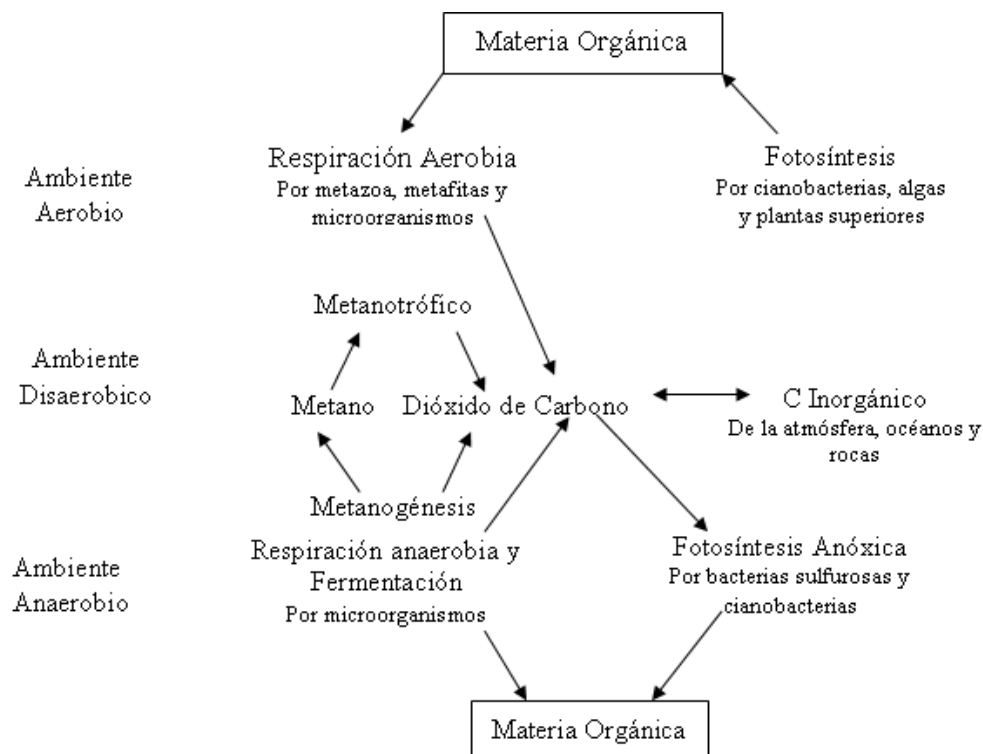 Materia Orgánica
Respiración Aerobia
Por metazoa, metafitas y
microorganismos
Fotosíntesis
Por cianobacterias, algas
y plantas superiores
Ambiente
Aerobio
Metanotrófico
Ambiente
Disaerobico
Metano
Dióxido de Carbono
C Inorgánico
De la atmósfera, océanos y
rocas
Metanogénesis
Respiración anaerobia y
Fermentación
Por microorganismos
Fotosíntesis Anóxica
Por bacterias sulfurosas y
cianobacterias
Ambiente
Anaerobio
Materia Orgánica